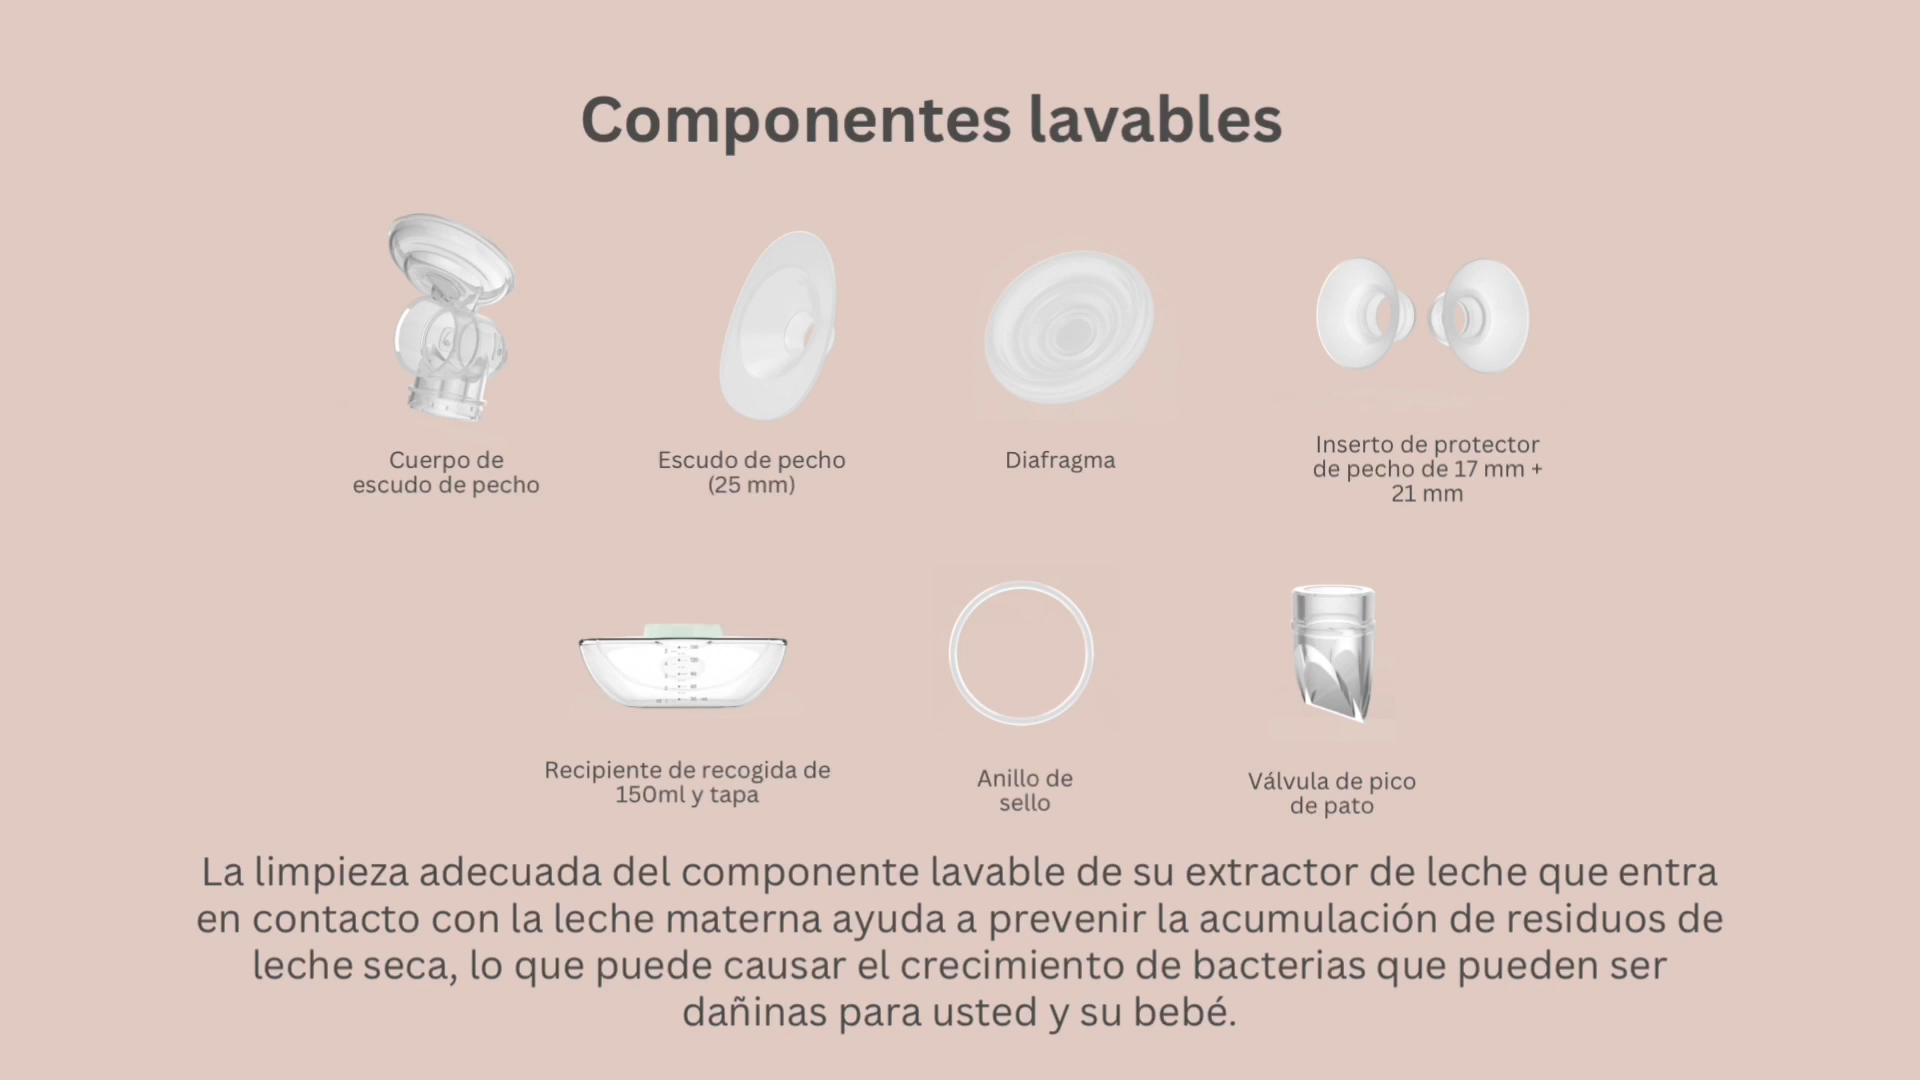 Componentes lavables
Cuerpo de
escudo de pecho
Escudo de pecho
(25 mm)
Diafragma
Inserto de protector
de pecho de 17 mm +
21 mm
Recipiente de recogida de
150ml y tapa
Anillo de
sello
Válvula de pico
de pato
La limpieza adecuada del componente lavable de su extractor de leche que entra
en contacto con la leche materna ayuda a prevenir la acumulación de residuos de
leche seca, lo que puede causar el crecimiento de bacterias que pueden ser
dañinas para usted y su bebé.